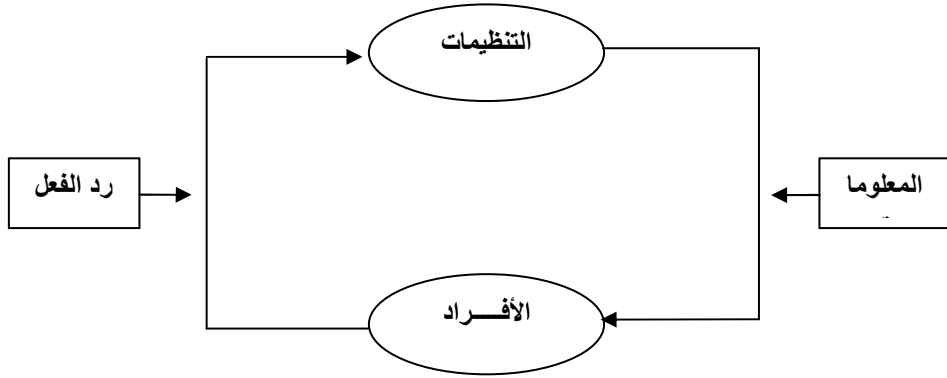 التنظيمات
رد الفعل
المعلوما
الأفـــراد